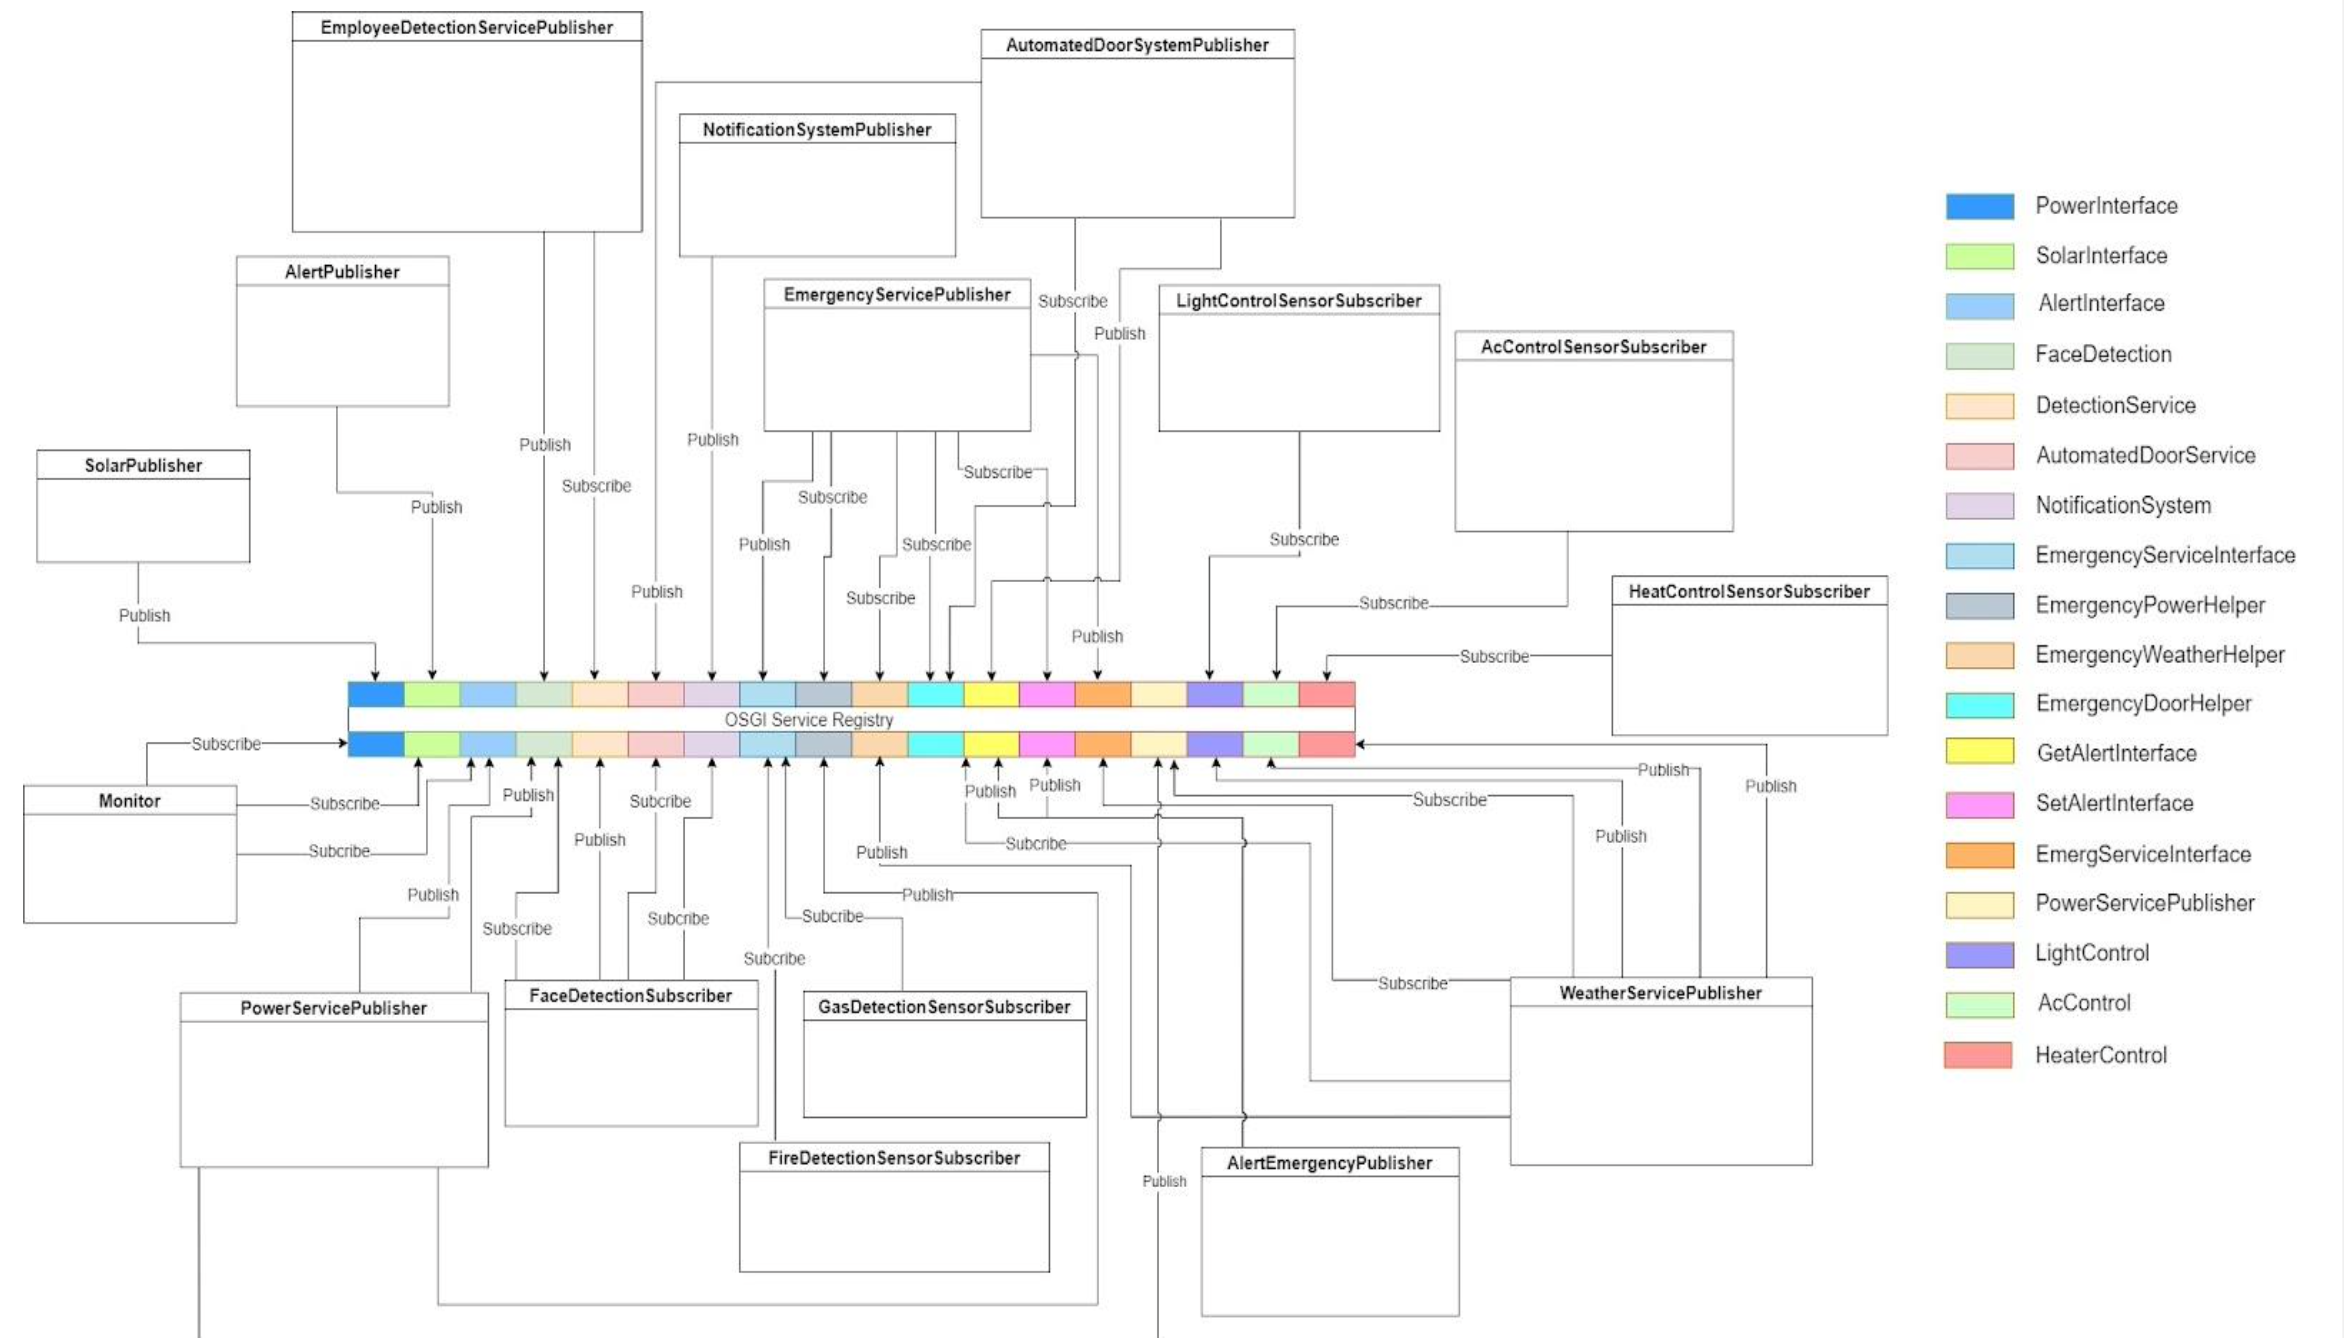 EmployeeDetectionServicePublisher
AutomatedDoorSystemPublisher
NotificationSystemPublisher
AlertPublisher
EmergencyServicePublisher
LightControlSensorSubscriber
AcControlSensorSubscriber
SolarPublisher
HeatControlSensorSubscriber
Subscribe
Publish
Publish
Publish
Subscribe
Subscribe
Publish
Subscribe
Publish
Subscribe
Publish
Subscribe
Subscribe
Publish
Subscribe
Publish
Publish
Subscribe
OSGI Service Registry
Subscribe
Monitor
Subscribe
Subcribe
Publish
Publish
Subcribe
Publish
Publish
Publish
Subscribe
Publish
Publish
Publish
Subcribe
Publish
Publish
Publish
Subscribe
Subcribe
Subcribe
Subcribe
Subscribe
PowerServicePublisher
FaceDetectionSubscriber
GasDetectionSensorSubscriber
WeatherServicePublisher
FireDetectionSensorSubscriber
AlertEmergencyPublisher
Publish
PowerInterface
SolarInterface
AlertInterface
FaceDetection
DetectionService
AutomatedDoorService
NotificationSystem
EmergencyServiceInterface
EmergencyPowerHelper
EmergencyWeatherHelper
EmergencyDoorHelper
GetAlertInterface
SetAlertInterface
EmergServiceInterface
PowerServicePublisher
LightControl
AcControl
HeaterControl